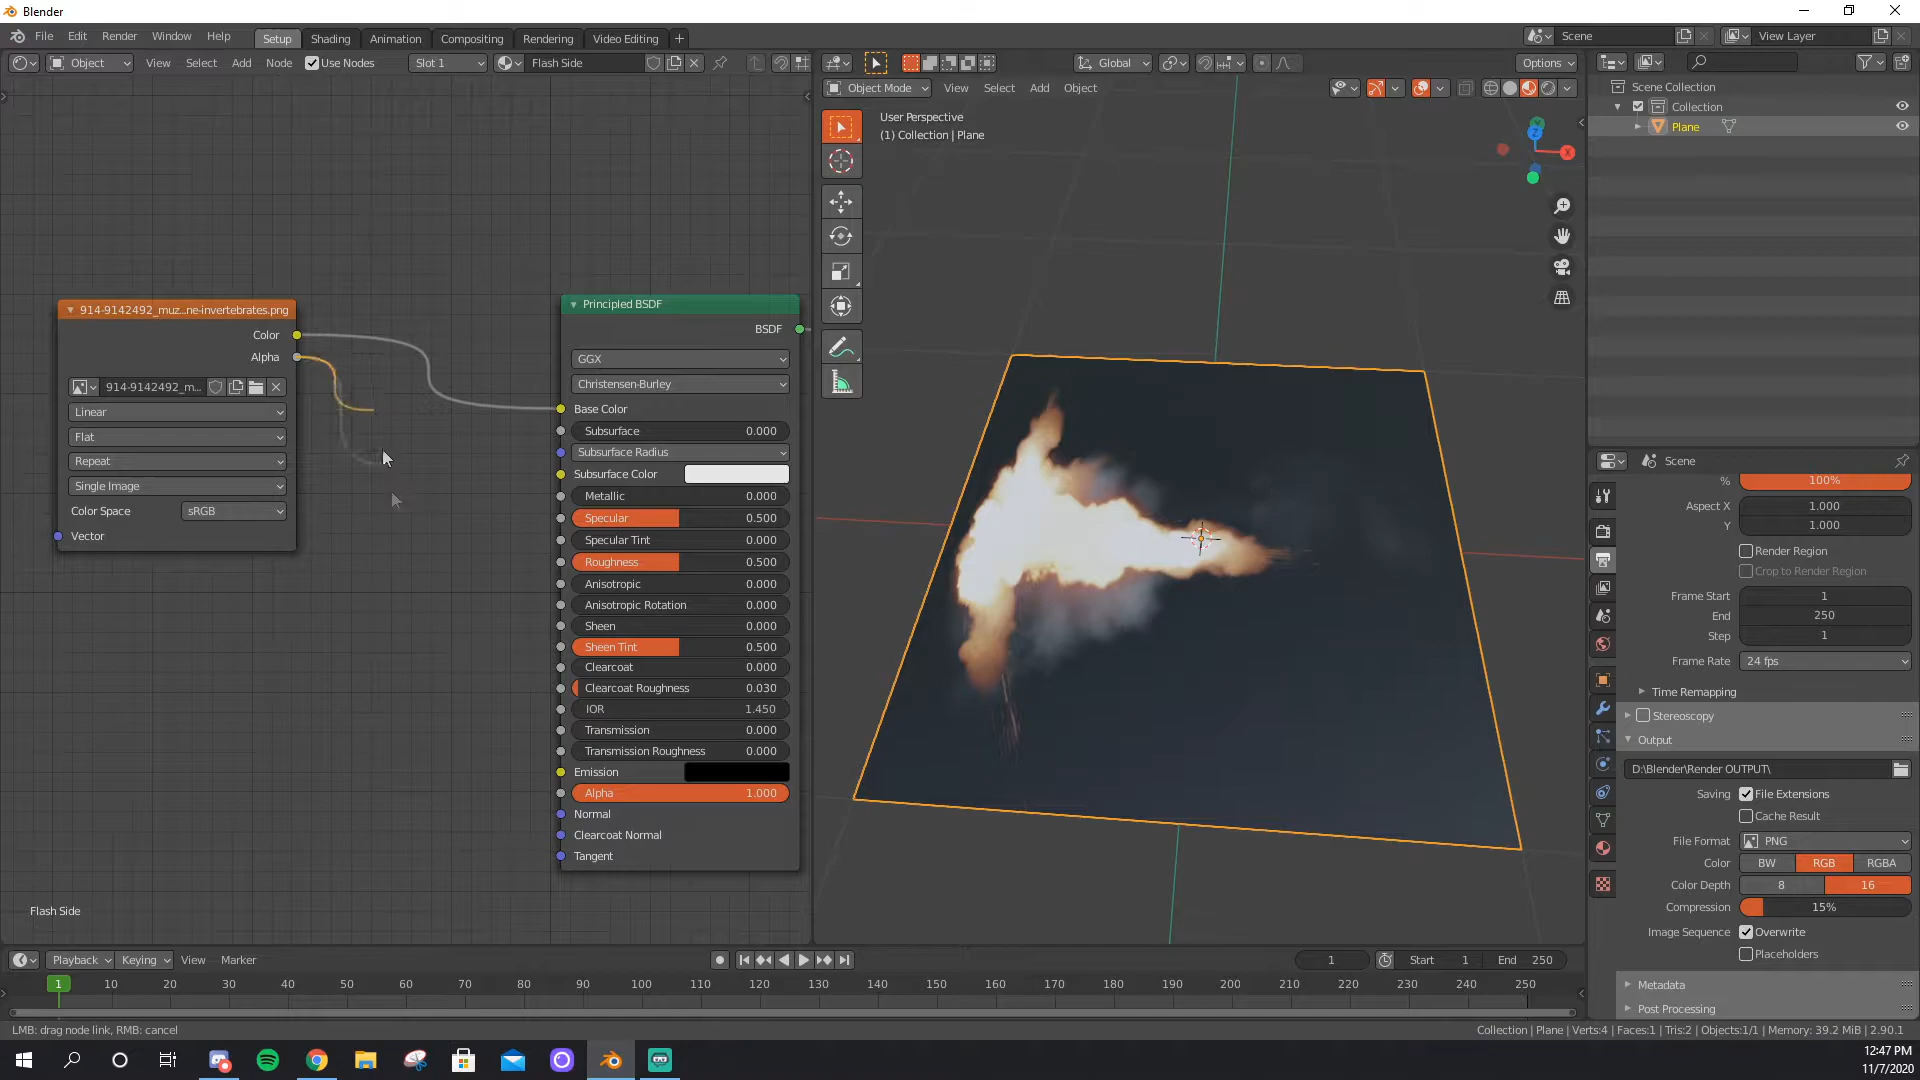 Blender
File Edit Render Window Help Setup Shading Animation Compositing Rendering Video Editing + Scene View Layer
Object View Select Add Node Use Nodes Slot 1 Flash Side Global Options
Object Mode View Select Add Object
User Perspective
(1) Collection | Plane
Z
X
Scene Collection
Collection
Plane
914-9142492_muz...ne-invertebrates.png
Color
Alpha
914-9142492_m...
Linear
Flat
Repeat
Single Image
Color Space sRGB
Vector
Principled BSDF
BSDF
GGX
Christensen-Burley
Base Color
Subsurface 0.000
Subsurface Radius
Subsurface Color
Metallic 0.000
Specular 0.500
Specular Tint 0.000
Roughness 0.500
Anisotropic 0.000
Anisotropic Rotation 0.000
Sheen 0.000
Sheen Tint 0.500
Clearcoat 0.000
Clearcoat Roughness 0.030
IOR 1.450
Transmission 0.000
Transmission Roughness 0.000
Emission
Alpha 1.000
Normal
Clearcoat Normal
Tangent
Flash Side
Scene
% 100%
Aspect X 1.000
Y 1.000
Render Region
Crop to Render Region
Frame Start 1
End 250
Step 1
Frame Rate 24 fps
Time Remapping
Stereoscopy
Output
D:\Blender\Render OUTPUT\
Saving File Extensions
Cache Result
File Format PNG
Color BW RGB RGBA
Color Depth 8 16
Compression 15%
Image Sequence Overwrite
Placeholders
Metadata
Post Processing
Playback Keying View Marker 1 Start 1 End 250
1 10 20 30 40 50 60 70 80 90 100 110 120 130 140 150 160 170 180 190 200 210 220 230 240 250
LMB: drag node link, RMB: cancel
Collection | Plane | Verts:4 | Faces:1 | Tris:2 | Objects:1/1 | Memory: 39.2 MiB | 2.90.1
12:47 PM
11/7/2020